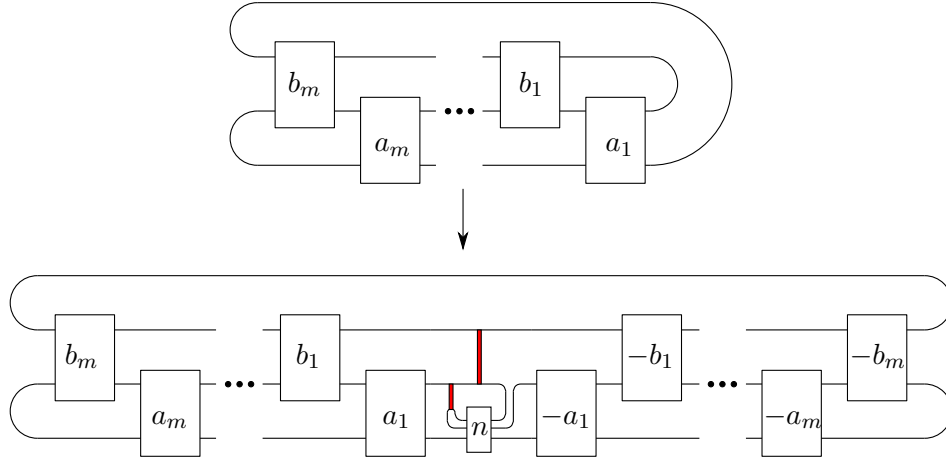 b_m b_1
a_m ••• a_1
b_m b_1 −b_1 −b_m
a_m ••• a_1 n −a_1 ••• −a_m